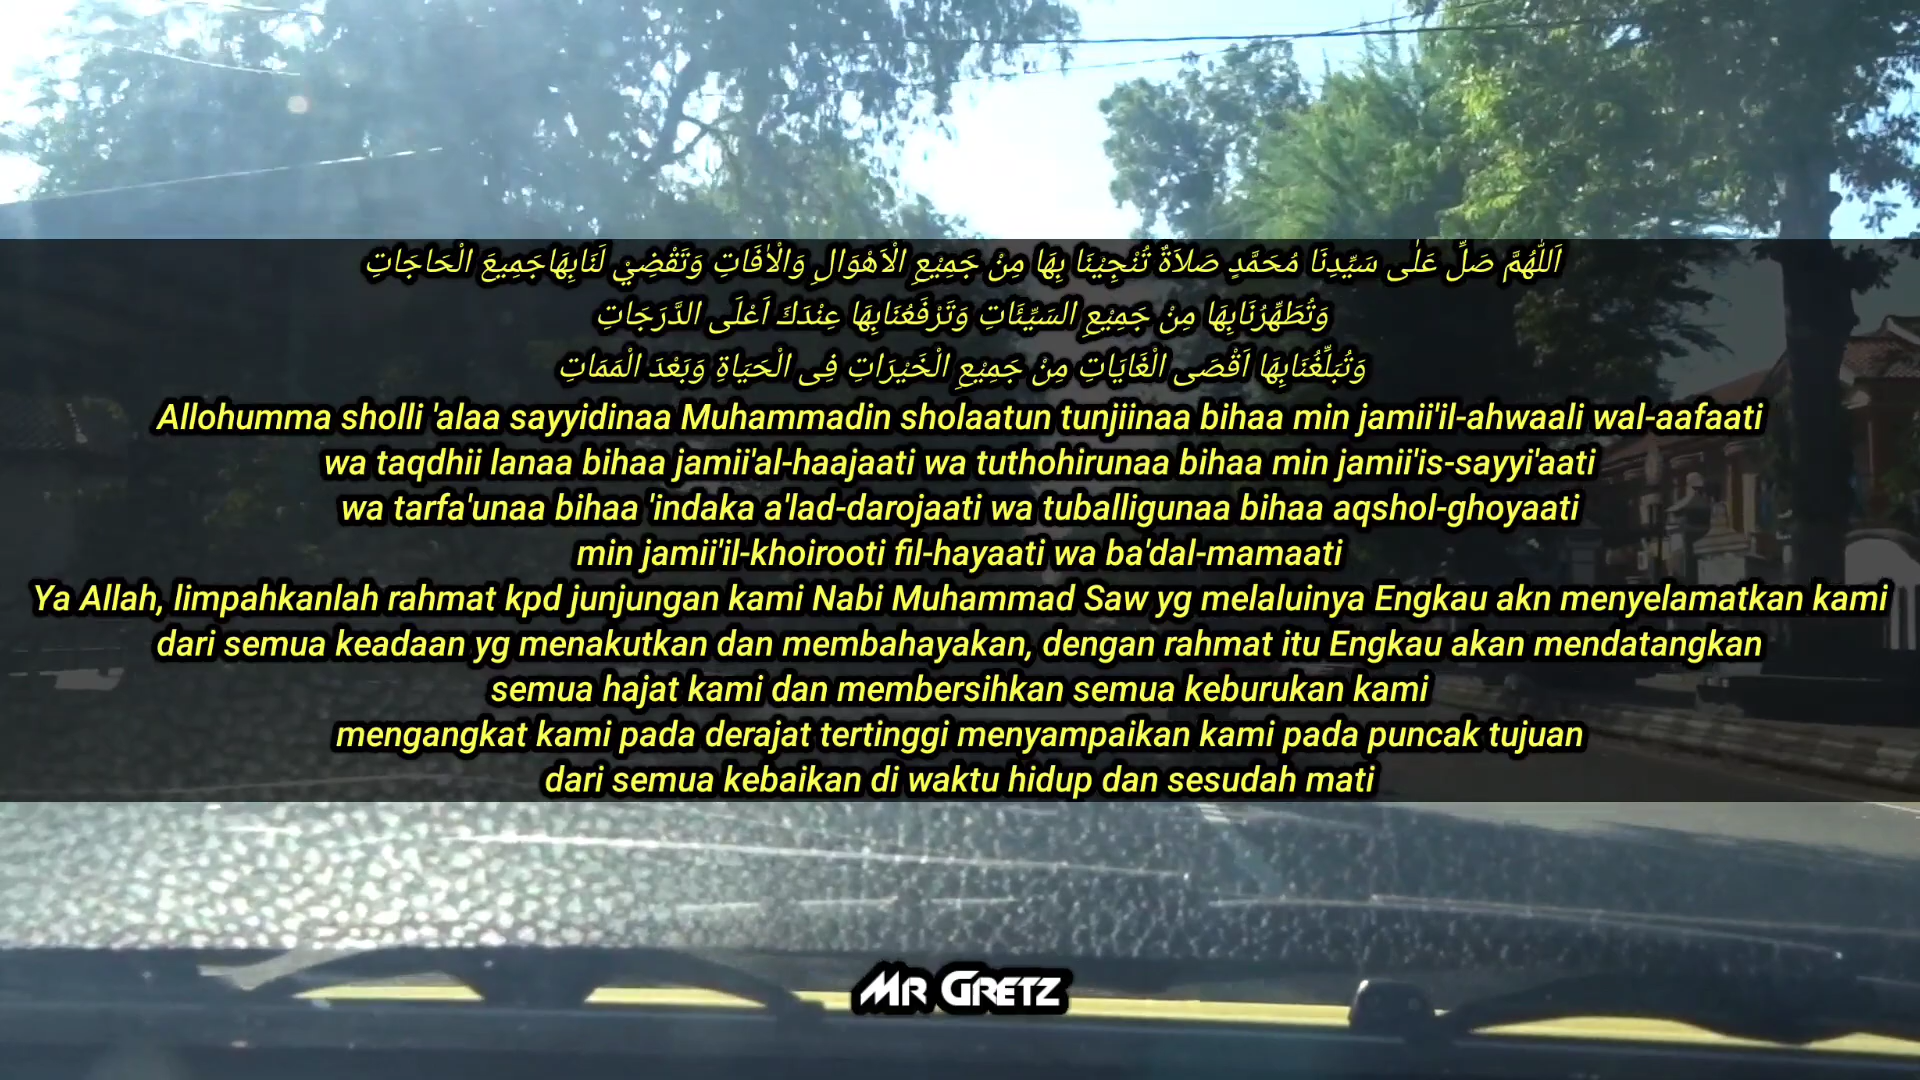 اَللّٰهُمَّ صَلِّ عَلٰى سَيِّدِنَا مُحَمَّدِ صَلاَةٌ تُنْجِيْنَا بِهَا مِنْ جَمِيْعِ الْاَهْوَالِ وَالْاٰفَاتِ وَتَقْضِيْ لَنَابِهَاجَمِيعَ الْحَاجَاتِ
وَتُطَهِّرُنَابِهَا مِنْ جَمِيْعِ السَيِّئَاتِ وَتَرْفَعُنَابِهَا عِنْدَكَ اَعْلَى الدَّرَجَاتِ
وَتُبَلِّغُنَابِهَا اَقْصَى الْغَايَاتِ مِنْ جَمِيْعِ الْخَيْرَاتِ فِى الْحَيَاةِ وَبَعْدَ الْمَمَاتِ
Allohumma sholli 'alaa sayyidinaa Muhammadin sholaatun tunjiinaa bihaa min jamii'il-ahwaali wal-aafaati
wa taqdhii lanaa bihaa jamii'al-haajaati wa tuthohirunaa bihaa min jamii'is-sayyi'aati
wa tarfa'unaa bihaa 'indaka a'lad-darojaati wa tuballigunaa bihaa aqshol-ghoyaati
min jamii'il-khoirooti fil-hayaati wa ba'dal-mamaati
Ya Allah, limpahkanlah rahmat kpd junjungan kami Nabi Muhammad Saw yg melaluinya Engkau akn menyelamatkan kami
dari semua keadaan yg menakutkan dan membahayakan, dengan rahmat itu Engkau akan mendatangkan
semua hajat kami dan membersihkan semua keburukan kami
mengangkat kami pada derajat tertinggi menyampaikan kami pada puncak tujuan
dari semua kebaikan di waktu hidup dan sesudah mati
MR GRETZ